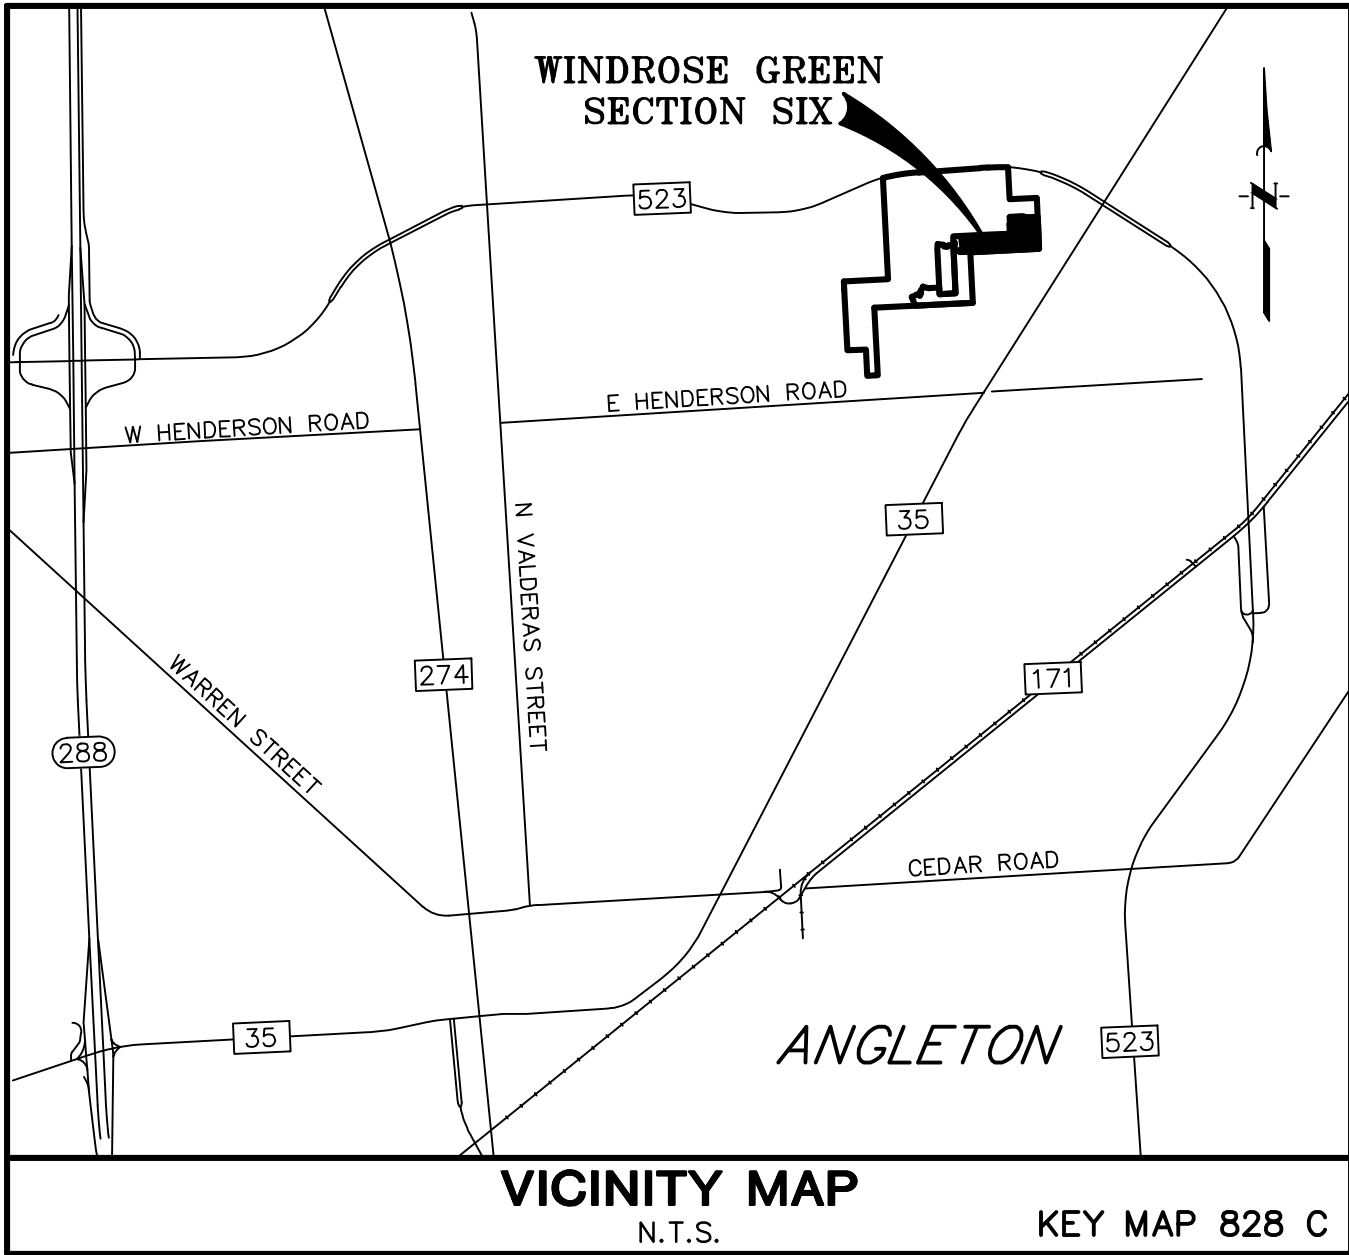 WINDROSE GREEN
SECTION SIX
523
N
W HENDERSON ROAD
E HENDERSON ROAD
35
N VALDERAS STREET
WARREN STREET
274
171
288
CEDAR ROAD
35
ANGLETON
523
VICINITY MAP
N.T.S.
KEY MAP 828 C